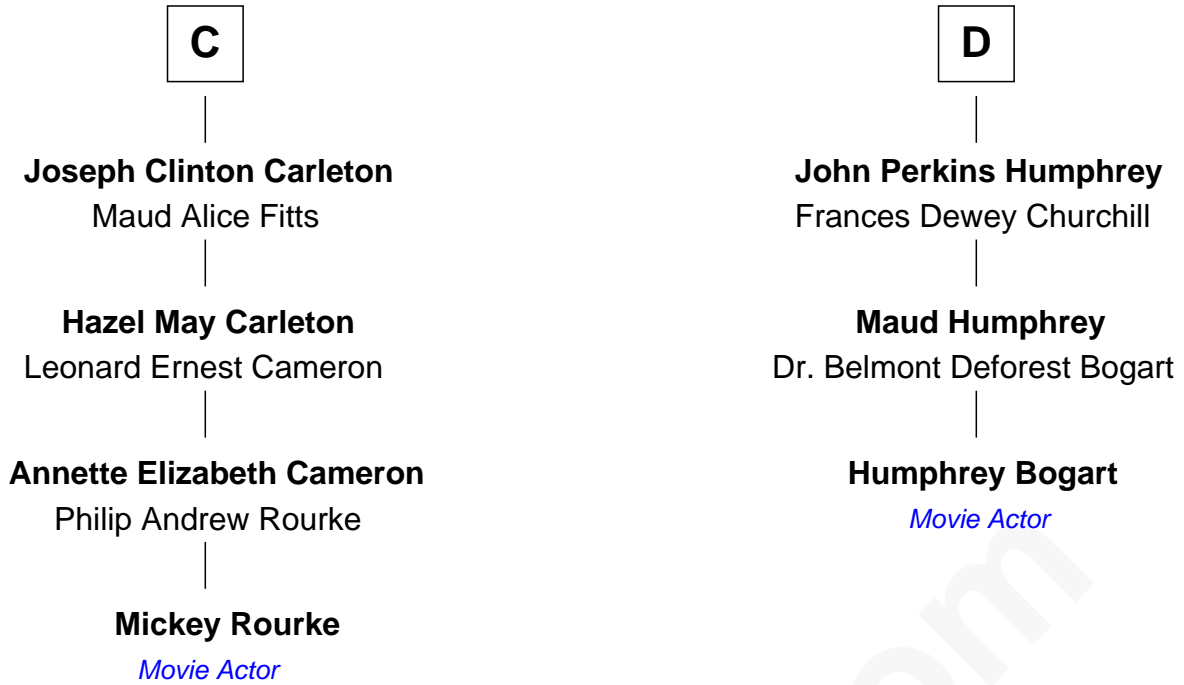 C
Joseph Clinton Carleton
Maud Alice Fitts
Hazel May Carleton
Leonard Ernest Cameron
Annette Elizabeth Cameron
Philip Andrew Rourke
Mickey Rourke
Movie Actor
D
John Perkins Humphrey
Frances Dewey Churchill
Maud Humphrey
Dr. Belmont Deforest Bogart
Humphrey Bogart
Movie Actor
om